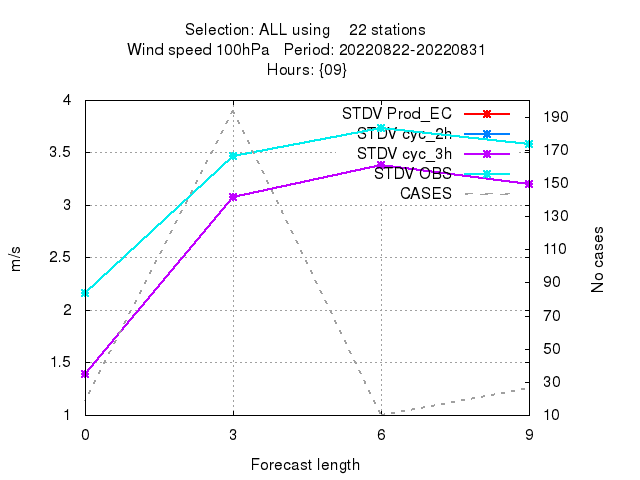 Selection: ALL using 22 stations
Wind speed 100hPa Period: 20220822-20220831
Hours: {09}
STDV Prod_EC
STDV cyc_2h
STDV cyc_3h
STDV OBS
CASES
4
3.5
3
2.5
2
1.5
1
190
170
150
130
110
90
70
50
30
10
m/s
No cases
0 3 6 9
Forecast length